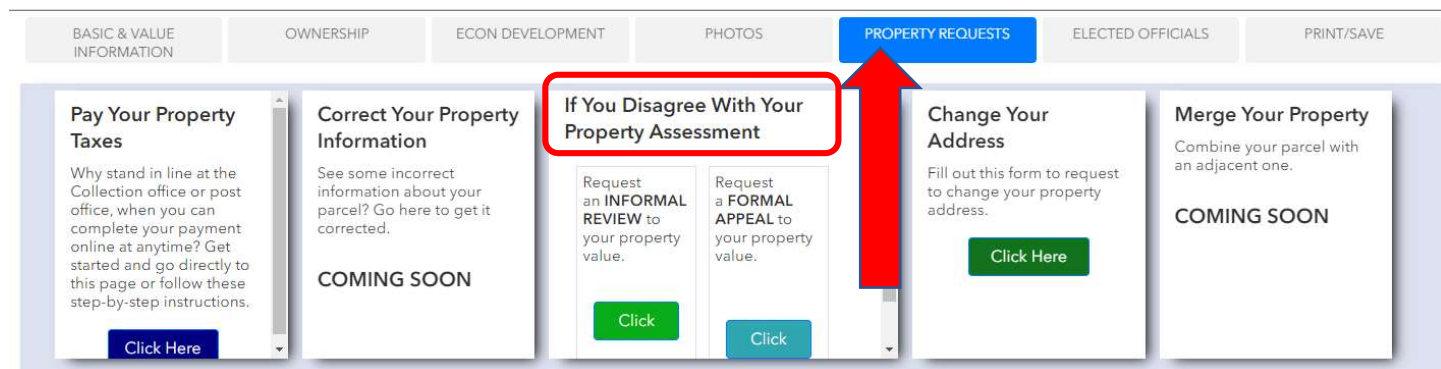 BASIC & VALUE
INFORMATION
OWNERSHIP
ECON DEVELOPMENT
PHOTOS
PROPERTY REQUESTS
ELECTED OFFICIALS
PRINT/SAVE
Pay Your Property
Taxes
Why stand in line at the
Collection office or post
office, when you can
complete your payment
online at anytime? Get
started and go directly to
this page or follow these
step-by-step instructions.
Click Here
Correct Your Property
Information
See some incorrect
information about your
parcel? Go here to get it
corrected.
COMING SOON
If You Disagree With Your
Property Assessment
Request
an INFORMAL
REVIEW to
your property
value.
Click
Request
a FORMAL
APPEAL to
your property
value.
Click
Change Your
Address
Fill out this form to request
to change your property
address.
Click Here
Merge Your Property
Combine your parcel with
an adjacent one.
COMING SOON